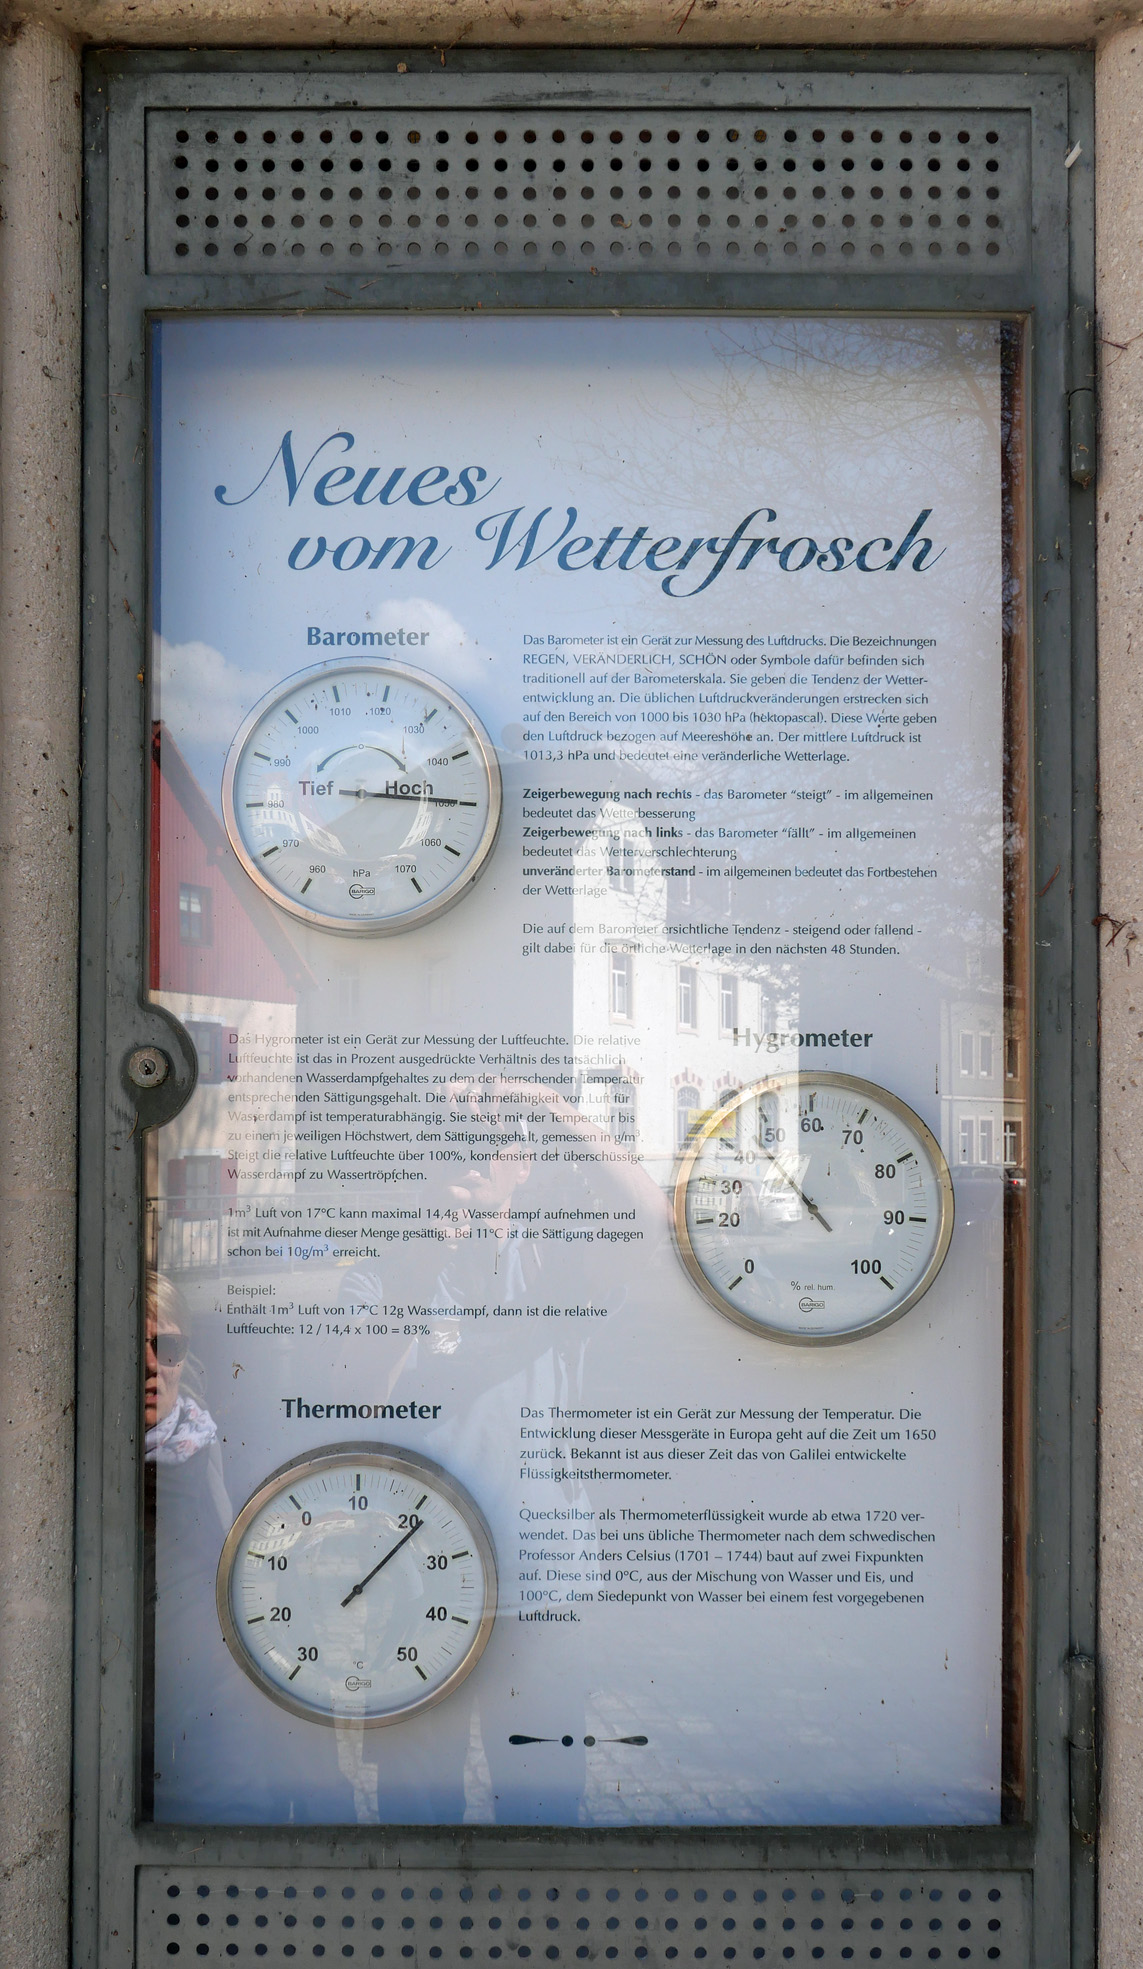 Neues
vom Wetterfrosch
Barometer
1010 1020
1000 1030
990 1040
Tief Hoch
980 1050
970 1060
960 hPa 1070
BARIGO
Das Barometer ist ein Gerät zur Messung des Luftdrucks. Die Bezeichnungen
REGEN, VERÄNDERLICH, SCHÖN oder Symbole dafür befinden sich
traditionell auf der Barometerskala. Sie geben die Tendenz der Wetter-
entwicklung an. Die üblichen Luftdruckveränderungen erstrecken sich
auf den Bereich von 1000 bis 1030 hPa (hektopascal). Diese Werte geben
den Luftdruck bezogen auf Meereshöhe an. Der mittlere Luftdruck ist
1013,3 hPa und bedeutet eine veränderliche Wetterlage.
Zeigerbewegung nach rechts - das Barometer “steigt” - im allgemeinen
bedeutet das Wetterbesserung
Zeigerbewegung nach links - das Barometer “fällt” - im allgemeinen
bedeutet das Wetterverschlechterung
unveränderter Barometerstand - im allgemeinen bedeutet das Fortbestehen
der Wetterlage
Die auf dem Barometer ersichtliche Tendenz - steigend oder fallend -
gilt dabei für die örtliche Wetterlage in den nächsten 48 Stunden.
Das Hygrometer ist ein Gerät zur Messung der Luftfeuchte. Die relative
Luftfeuchte ist das in Prozent ausgedrückte Verhältnis des tatsächlich
vorhandenen Wasserdampfgehaltes zu dem der herrschenden Temperatur
entsprechenden Sättigungsgehalt. Die Aufnahmefähigkeit von Luft für
Wasserdampf ist temperaturabhängig. Sie steigt mit der Temperatur bis
zu einem jeweiligen Höchstwert, dem Sättigungsgehalt, gemessen in g/m³.
Steigt die relative Luftfeuchte über 100%, kondensiert der überschüssige
Wasserdampf zu Wassertröpfchen.
1m³ Luft von 17°C kann maximal 14,4g Wasserdampf aufnehmen und
ist mit Aufnahme dieser Menge gesättigt. Bei 11°C ist die Sättigung dagegen
schon bei 10g/m³ erreicht.
Beispiel:
Enthält 1m³ Luft von 17°C 12g Wasserdampf, dann ist die relative
Luftfeuchte: 12 / 14,4 x 100 = 83%
Hygrometer
50 60 70
40 80
30
20 90
0 100
% rel. hum.
BARIGO
Thermometer
10
0 20
10 30
20 40
30 50
°C
BARIGO
Das Thermometer ist ein Gerät zur Messung der Temperatur. Die
Entwicklung dieser Messgeräte in Europa geht auf die Zeit um 1650
zurück. Bekannt ist aus dieser Zeit das von Galilei entwickelte
Flüssigkeitsthermometer.
Quecksilber als Thermometerflüssigkeit wurde ab etwa 1720 ver-
wendet. Das bei uns übliche Thermometer nach dem schwedischen
Professor Anders Celsius (1701 – 1744) baut auf zwei Fixpunkten
auf. Diese sind 0°C, aus der Mischung von Wasser und Eis, und
100°C, dem Siedepunkt von Wasser bei einem fest vorgegebenen
Luftdruck.